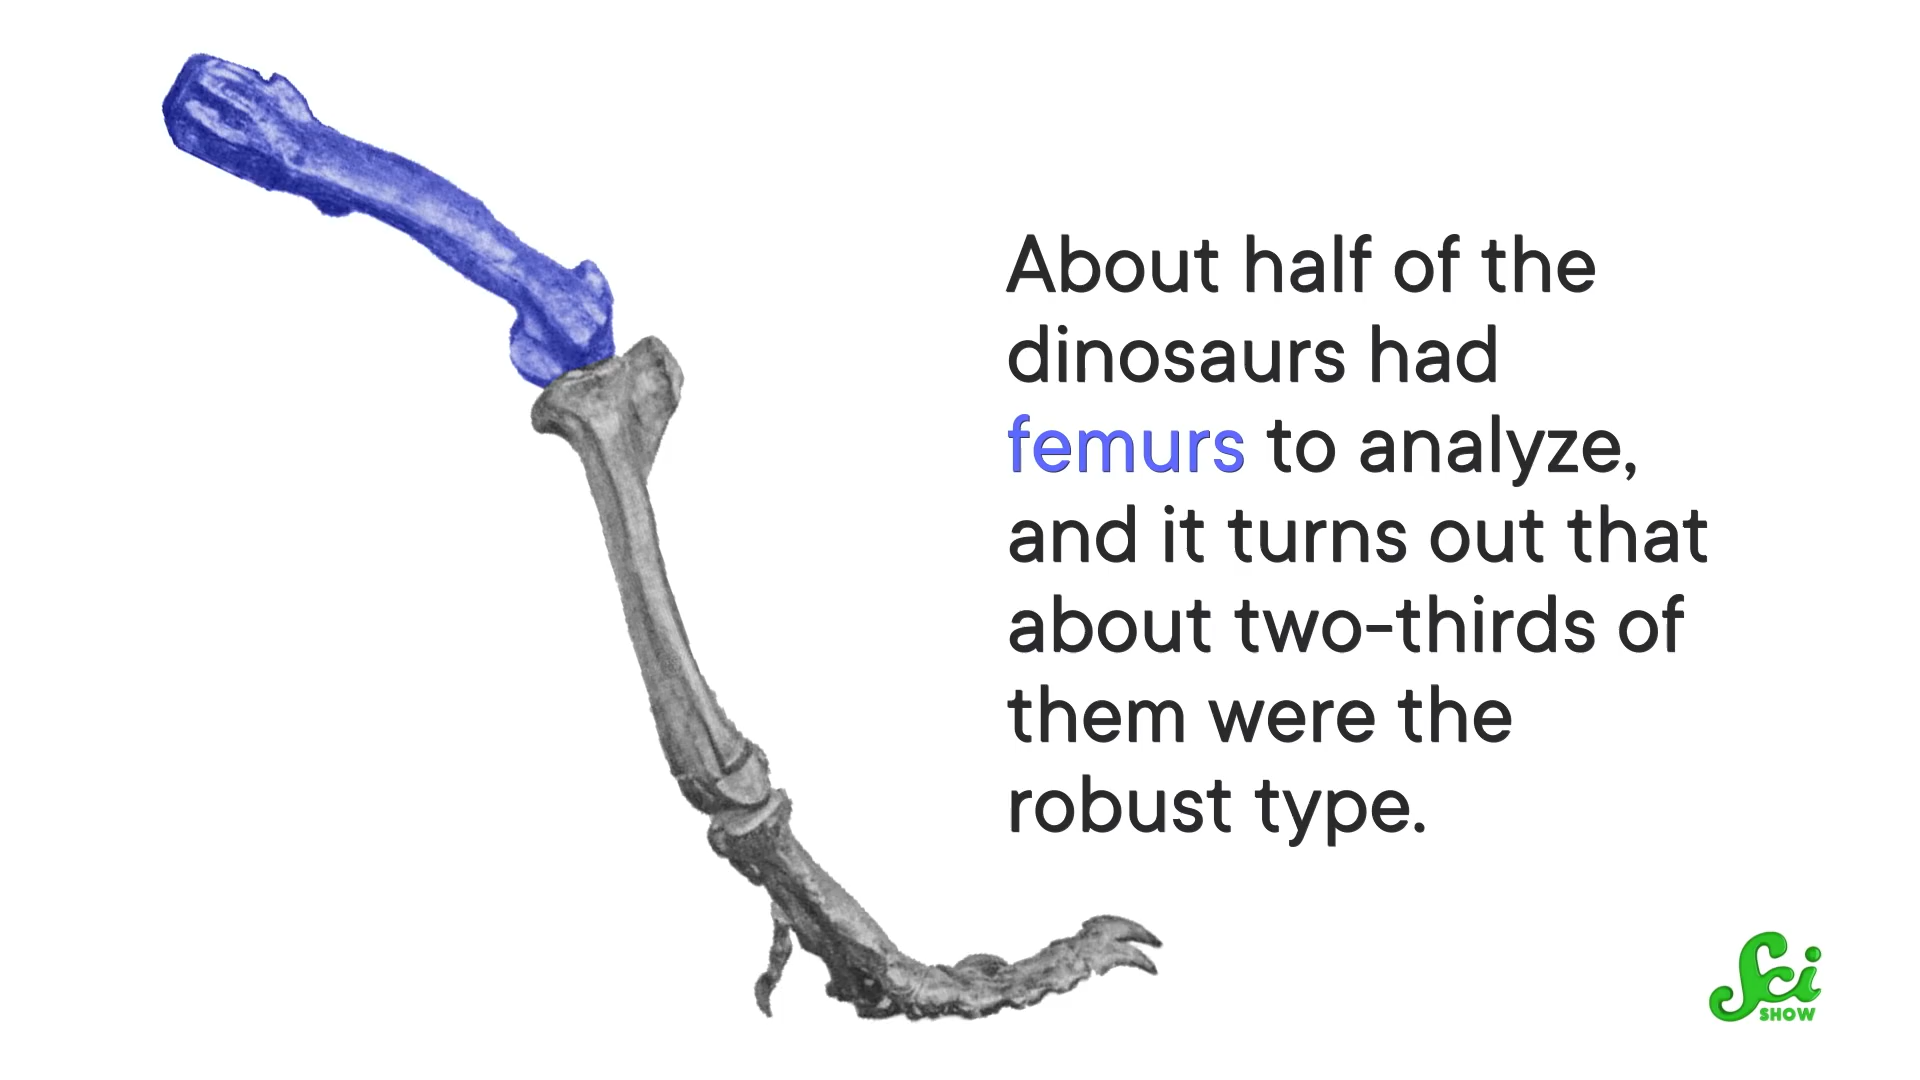 About half of the
dinosaurs had
femurs to analyze,
and it turns out that
about two-thirds of
them were the
robust type.
Sci
SHOW